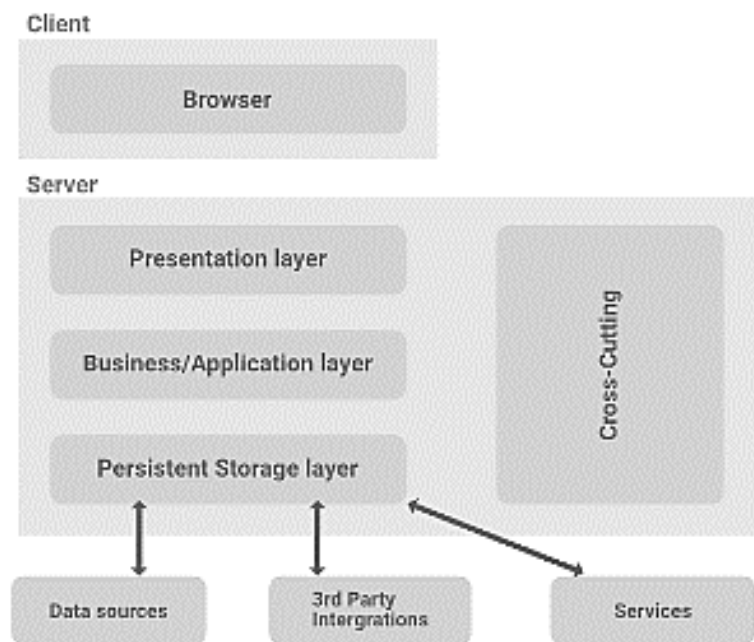 Client
Browser
Server
Presentation layer
Business/Application layer
Persistent Storage layer
Cross-Cutting
Data sources
3rd Party
Intergrations
Services